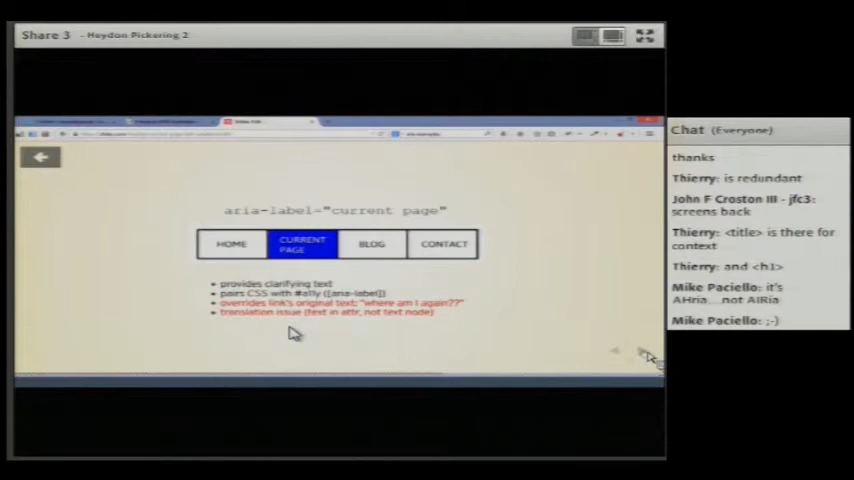 Share 3 - Heydon Pickering 2
aria-label="current page"
HOME
CURRENT
PAGE
BLOG
CONTACT
• provides clarifying text
• pairs CSS with #a11y ([aria-label])
• overrides link's original text; "where am I again??"
• translation issue (text in attr, not text node)
Chat (Everyone)
thanks
Thierry: is redundant
John F Croston III - jfc3:
screens back
Thierry: <title> is there for
context
Thierry: and <h1>
Mike Paciello: it's
AHria....not AIRia
Mike Paciello: ;-)